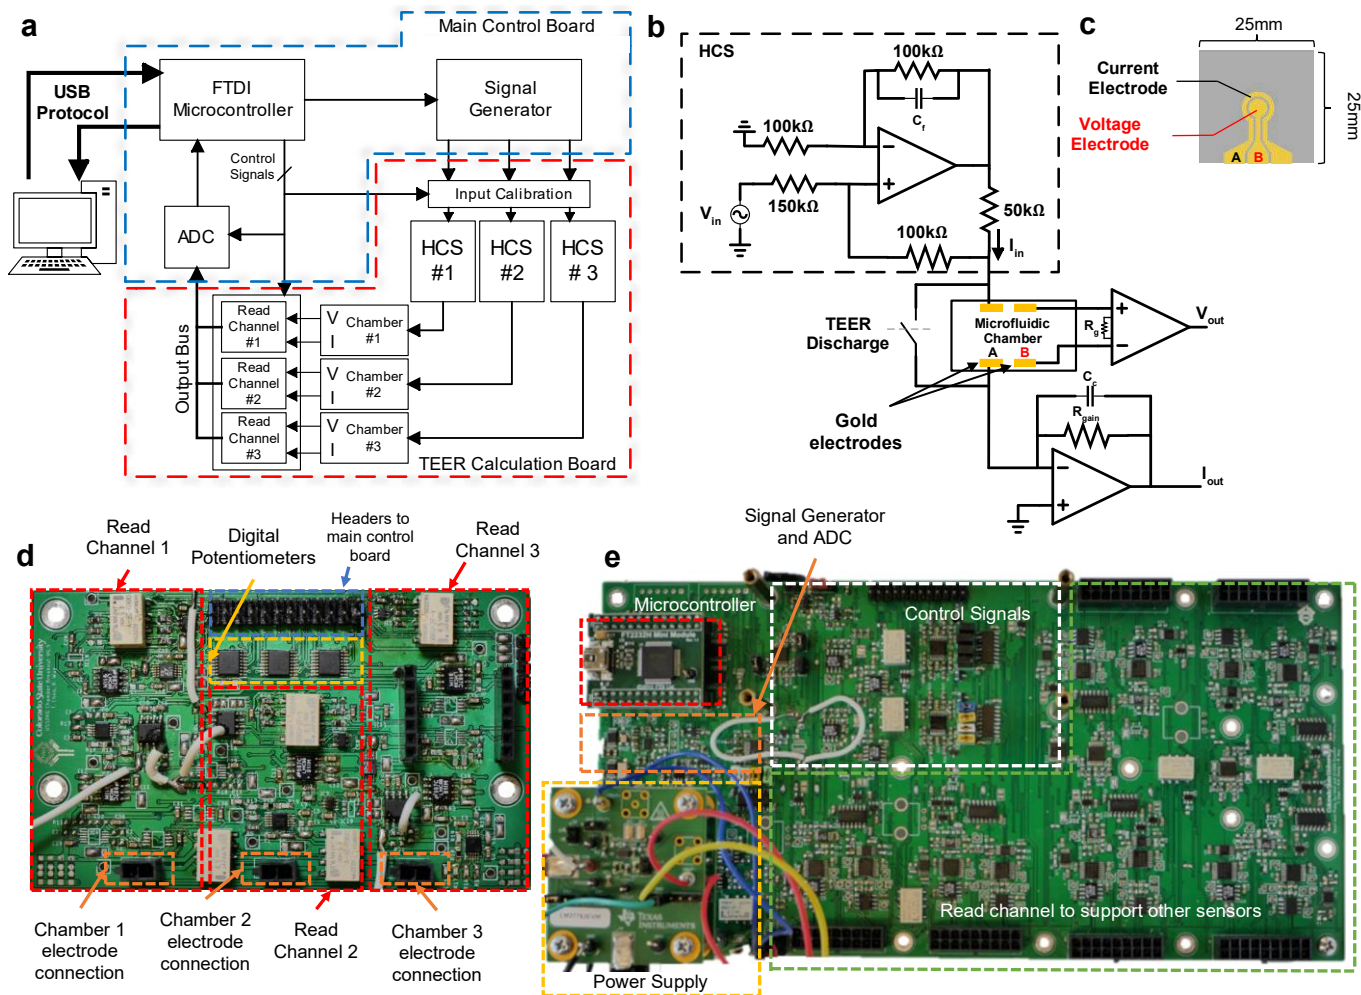 a
Main Control Board
USB
Protocol
FTDI
Microcontroller
Signal
Generator
Control
Signals
Input Calibration
ADC
HCS
#1
HCS
#2
HCS
# 3
Output Bus
Read
Channel
#1
V
I
Chamber
#1
Read
Channel
#2
V
I
Chamber
#2
Read
Channel
#3
V
I
Chamber
#3
TEER Calculation Board
b
HCS
100kΩ
Cf
100kΩ
150kΩ
Vin
50kΩ
100kΩ
Iin
TEER
Discharge
Microfluidic
Chamber
A
B
Rg
Vout
Gold
electrodes
Cc
Rgain
Iout
c
25mm
25mm
Current
Electrode
Voltage
Electrode
A
B
d
Read
Channel 1
Digital
Potentiometers
Headers to
main control
board
Read
Channel 3
Chamber 1
electrode
connection
Chamber 2
electrode
connection
Read
Channel 2
Chamber 3
electrode
connection
e
Signal Generator
and ADC
Microcontroller
FT2232H Mini Module
Control Signals
TEXAS
INSTRUMENTS
Power Supply
Read channel to support other sensors